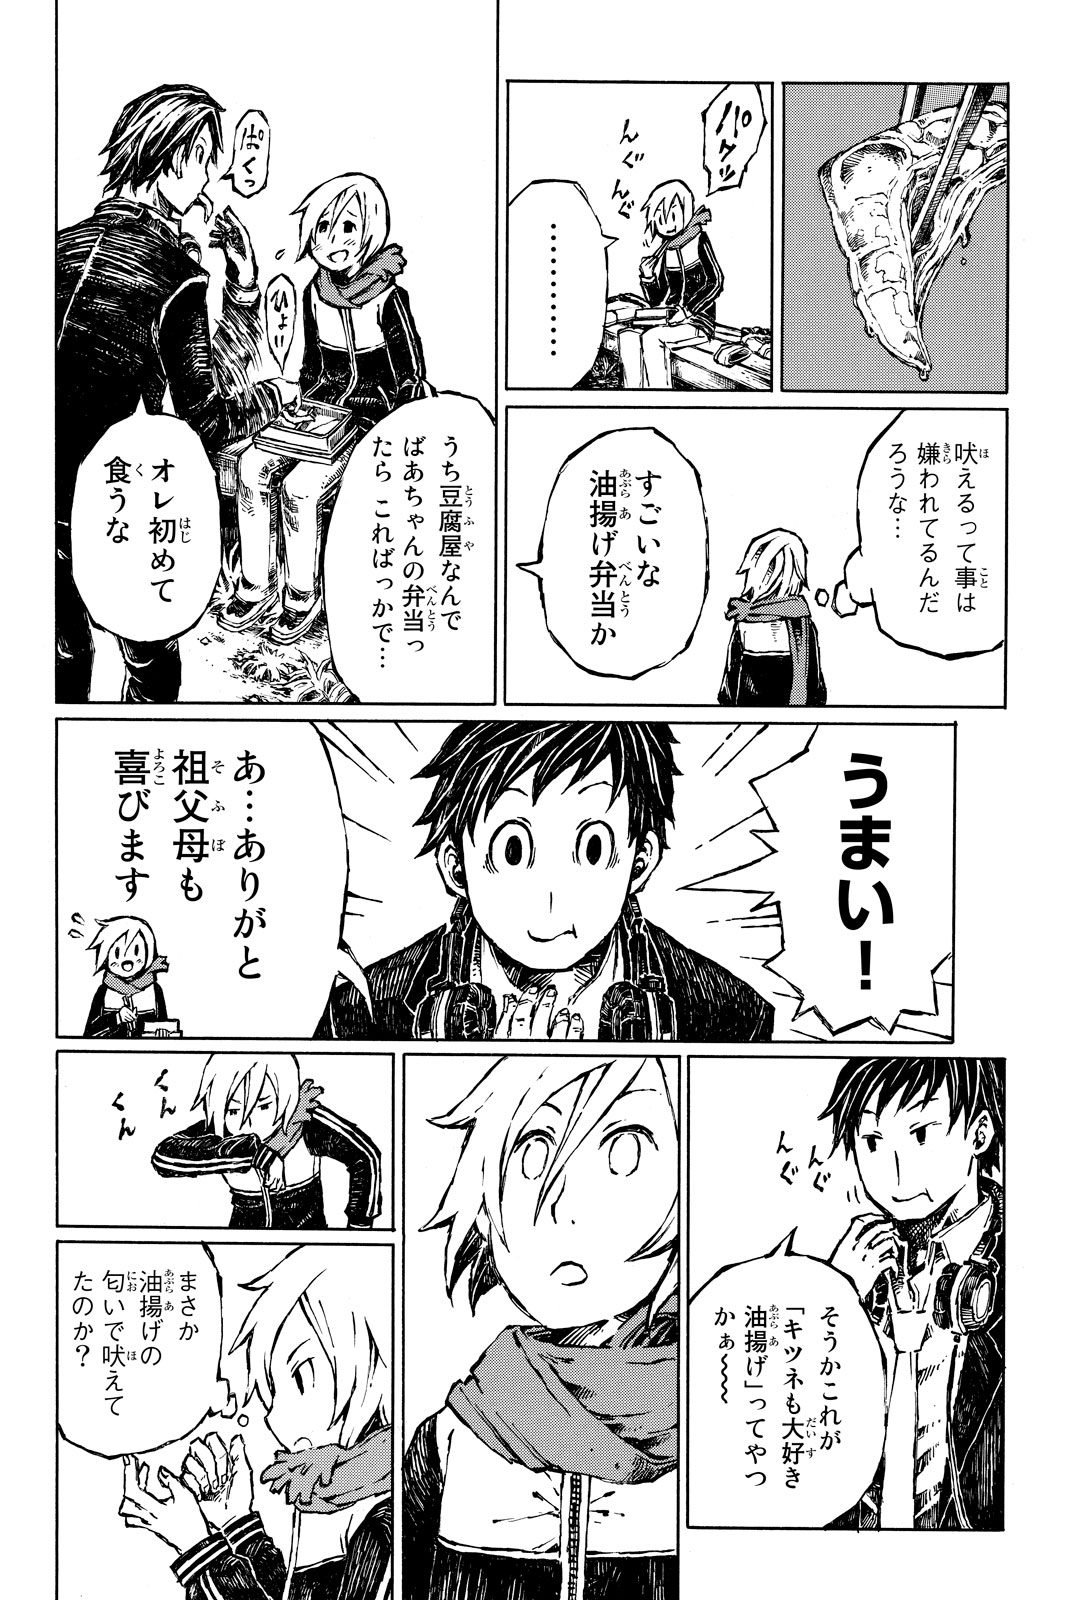 パクッ
んぐ
んぐ
………
吠えるって事は
嫌われてるんだ
ろうな…
すごいな
油揚げ弁当か
ぱくっ
ひょい
うち豆腐屋なんで
ばあちゃんの弁当っ
たら こればっかで…
オレ初めて
食うな
うまい！
あ…ありがと
祖父母も
喜びます
んぐ
んぐ
そうかこれが
「キツネも大好き
油揚げ」ってやつ
かぁ〜〜
くん
くん
まさか
油揚げの
匂いで吠えて
たのか？